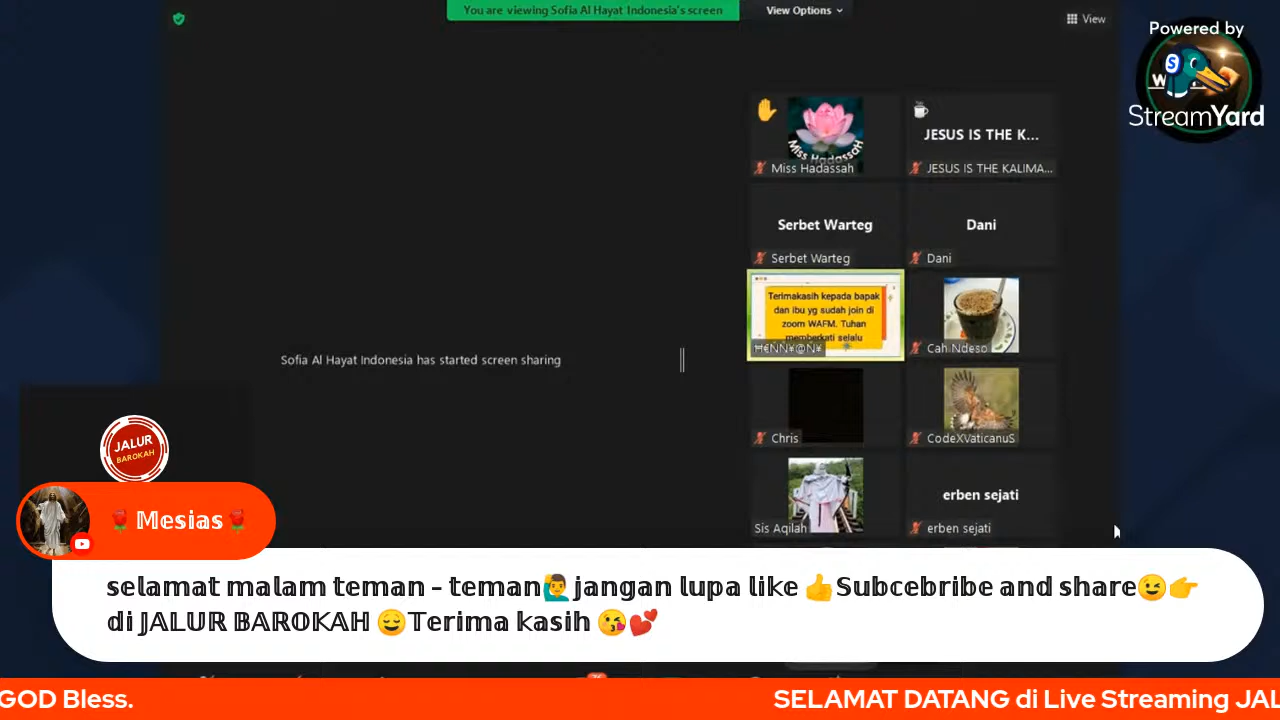 You are viewing Sofia Al Hayat Indonesia's screen
View Options
View
Powered by
StreamYard
Miss HadassaH
Miss Hadassah
JESUS IS THE K...
JESUS IS THE KALIMA...
Serbet Warteg
Serbet Warteg
Dani
Dani
Terimakasih kepada bapak
dan ibu yg sudah join di
zoom WAFM. Tuhan
memberkati selalu
H€NN¥@N¥
Cah Ndeso
Sofia Al Hayat Indonesia has started screen sharing
Chris
CodeXVaticanuS
Sis Aqilah
erben sejati
erben sejati
JALUR
BAROKAH
🌹𝕄𝕖𝕤𝕚𝕒𝕤🌹
selamat malam teman - teman🙋‍♂️jangan lupa like 👍Subcebribe and share😉👉
di JALUR BAROKAH 😌Terima kasih 😘💕
GOD Bless.
SELAMAT DATANG di Live Streaming JAL